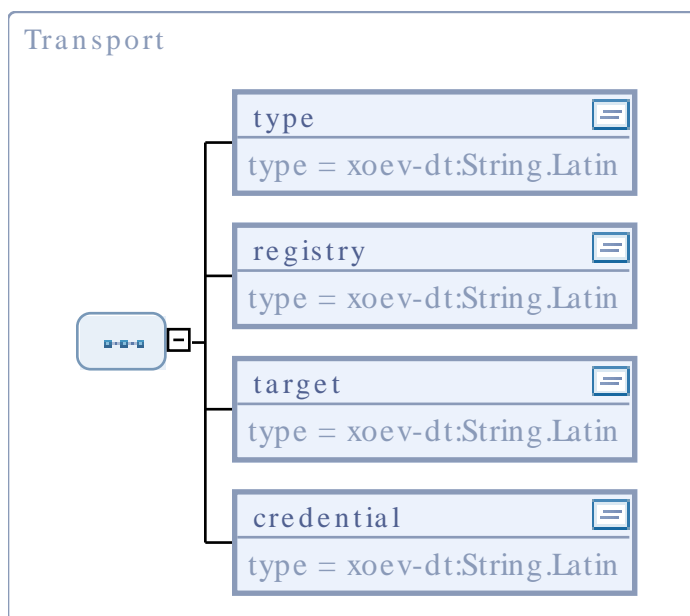 Transport
type
type = xoev-dt:String.Latin
registry
type = xoev-dt:String.Latin
target
type = xoev-dt:String.Latin
credential
type = xoev-dt:String.Latin